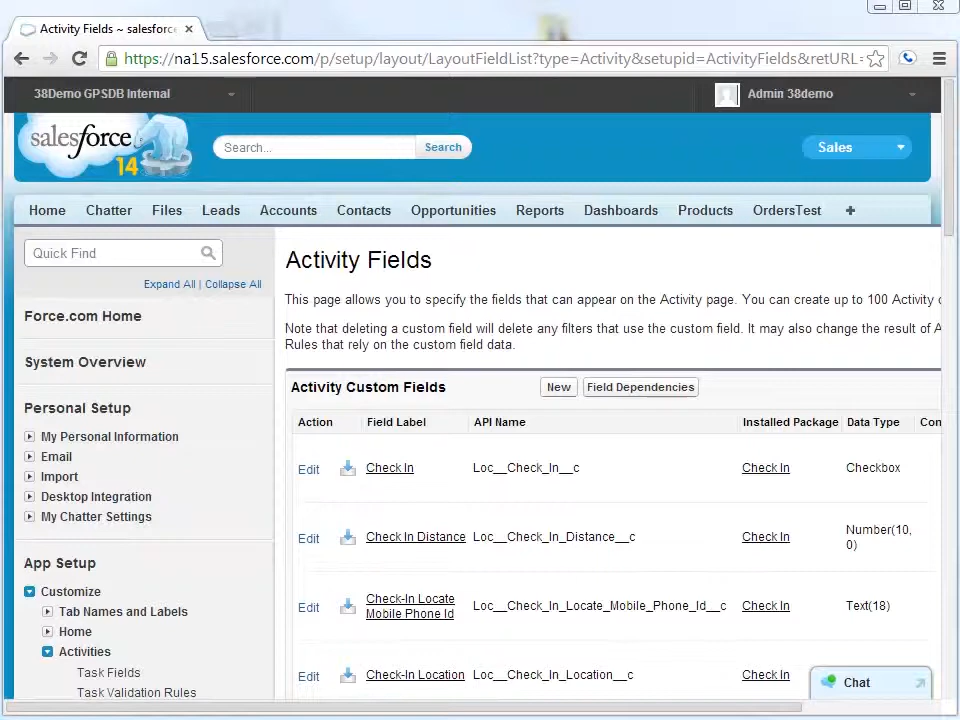 Activity Fields ~ salesforc
https://na15.salesforce.com/p/setup/layout/LayoutFieldList?type=Activity&setupid=ActivityFields&retURL=
38Demo GPSDB Internal
Admin 38demo
salesforce
14
Search...
Search
Sales
Home
Chatter
Files
Leads
Accounts
Contacts
Opportunities
Reports
Dashboards
Products
OrdersTest
Quick Find
Expand All | Collapse All
Force.com Home
System Overview
Personal Setup
My Personal Information
Email
Import
Desktop Integration
My Chatter Settings
App Setup
Customize
Tab Names and Labels
Home
Activities
Task Fields
Task Validation Rules
Activity Fields
This page allows you to specify the fields that can appear on the Activity page. You can create up to 100 Activity
Note that deleting a custom field will delete any filters that use the custom field. It may also change the result of A
Rules that rely on the custom field data.
Activity Custom Fields
New
Field Dependencies
Action Field Label API Name Installed Package Data Type Con
Edit Check In Loc__Check_In__c Check In Checkbox
Edit Check In Distance Loc__Check_In_Distance__c Check In Number(10,
0)
Edit Check-In Locate
Mobile Phone Id Loc__Check_In_Locate_Mobile_Phone_Id__c Check In Text(18)
Edit Check-In Location Loc__Check_In_Location__c Check In
Chat